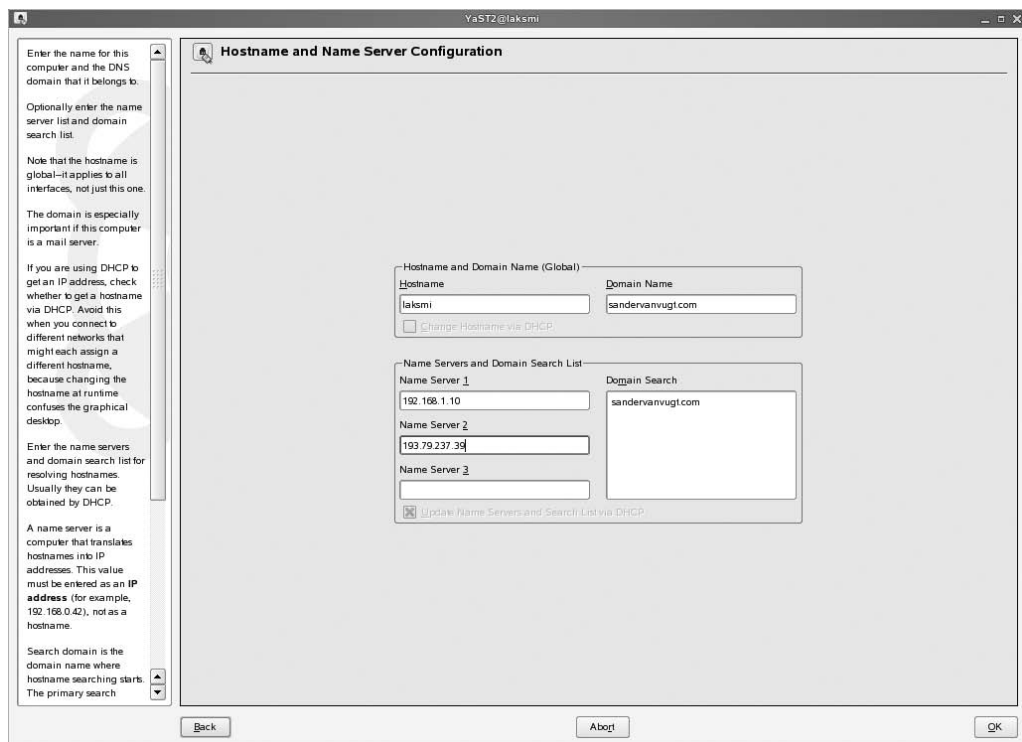 YaST2@laksmi
Enter the name for this
computer and the DNS
domain that it belongs to.
Optionally enter the name
server list and domain
search list.
Note that the hostname is
global--it applies to all
interfaces, not just this one.
The domain is especially
important if this computer
is a mail server.
If you are using DHCP to
get an IP address, check
whether to get a hostname
via DHCP. Avoid this
when you connect to
different networks that
might each assign a
different hostname,
because changing the
hostname at runtime
confuses the graphical
desktop.
Enter the name servers
and domain search list for
resolving hostnames.
Usually they can be
obtained by DHCP.
A name server is a
computer that translates
hostnames into IP
addresses. This value
must be entered as an IP
address (for example,
192.168.0.42), not as a
hostname.
Search domain is the
domain name where
hostname searching starts.
The primary search
Hostname and Name Server Configuration
Hostname and Domain Name (Global)
Hostname
laksmi
Domain Name
sandervanvugt.com
Change Hostname via DHCP
Name Servers and Domain Search List
Name Server 1
192.168.1.10
Name Server 2
193.79.237.39
Name Server 3
Domain Search
sandervanvugt.com
Update Name Servers and Search List via DHCP
Back
Abort
OK